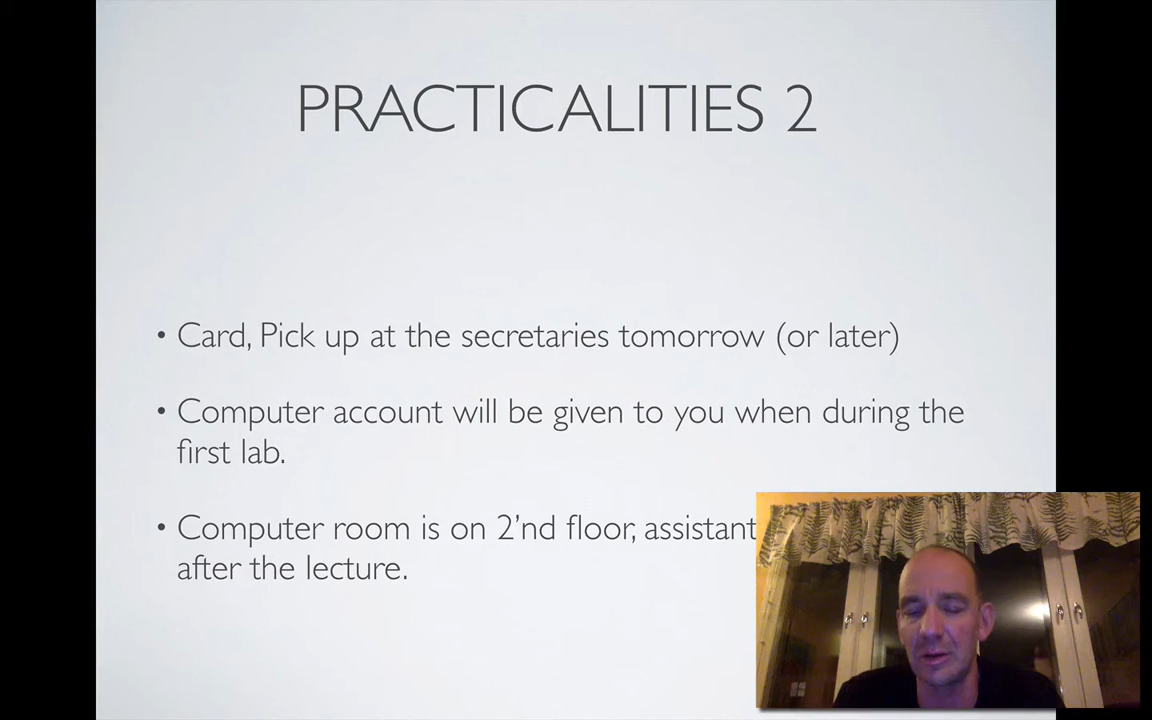 PRACTICALITIES 2
• Card, Pick up at the secretaries tomorrow (or later)
• Computer account will be given to you when during the
first lab.
• Computer room is on 2’nd floor, assistant
after the lecture.